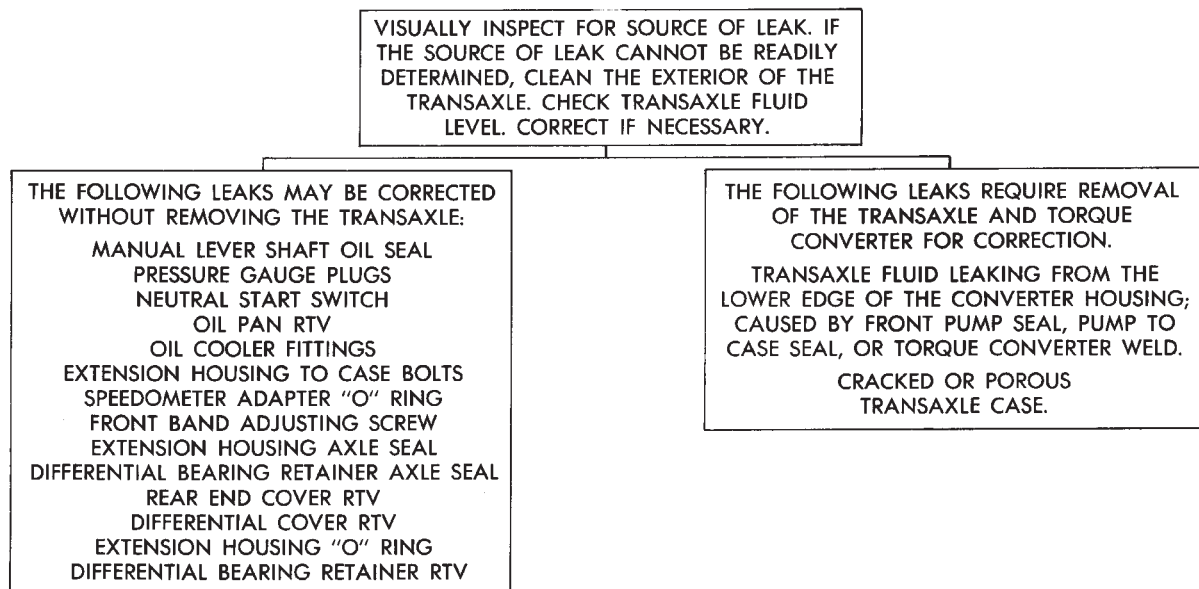 VISUALLY INSPECT FOR SOURCE OF LEAK. IF
THE SOURCE OF LEAK CANNOT BE READILY
DETERMINED, CLEAN THE EXTERIOR OF THE
TRANSAXLE. CHECK TRANSAXLE FLUID
LEVEL. CORRECT IF NECESSARY.
THE FOLLOWING LEAKS MAY BE CORRECTED
WITHOUT REMOVING THE TRANSAXLE:
MANUAL LEVER SHAFT OIL SEAL
PRESSURE GAUGE PLUGS
NEUTRAL START SWITCH
OIL PAN RTV
OIL COOLER FITTINGS
EXTENSION HOUSING TO CASE BOLTS
SPEEDOMETER ADAPTER "O" RING
FRONT BAND ADJUSTING SCREW
EXTENSION HOUSING AXLE SEAL
DIFFERENTIAL BEARING RETAINER AXLE SEAL
REAR END COVER RTV
DIFFERENTIAL COVER RTV
EXTENSION HOUSING "O" RING
DIFFERENTIAL BEARING RETAINER RTV
THE FOLLOWING LEAKS REQUIRE REMOVAL
OF THE TRANSAXLE AND TORQUE
CONVERTER FOR CORRECTION.
TRANSAXLE FLUID LEAKING FROM THE
LOWER EDGE OF THE CONVERTER HOUSING;
CAUSED BY FRONT PUMP SEAL, PUMP TO
CASE SEAL, OR TORQUE CONVERTER WELD.
CRACKED OR POROUS
TRANSAXLE CASE.